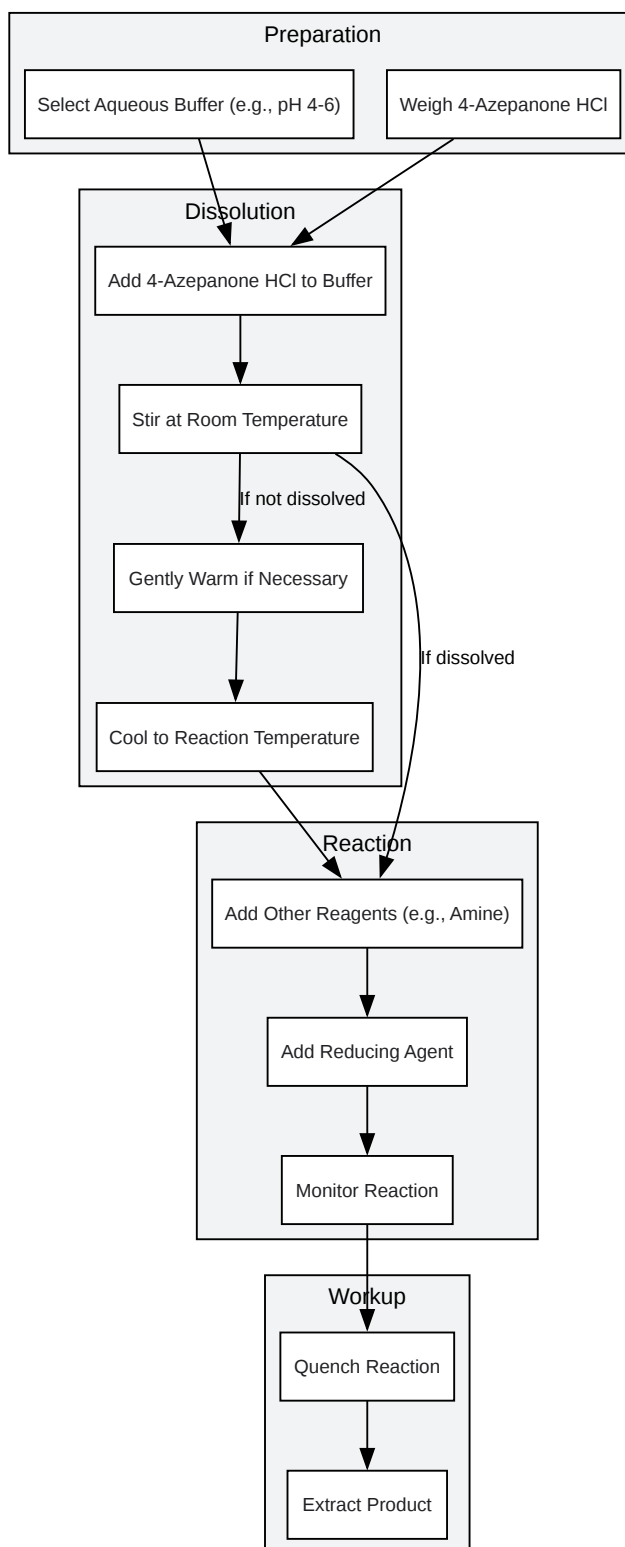 Preparation
Select Aqueous Buffer (e.g., pH 4-6)
Weigh 4-Azepanone HCl
Dissolution
Add 4-Azepanone HCl to Buffer
Stir at Room Temperature
If not dissolved
Gently Warm if Necessary
If dissolved
Cool to Reaction Temperature
Reaction
Add Other Reagents (e.g., Amine)
Add Reducing Agent
Monitor Reaction
Workup
Quench Reaction
Extract Product